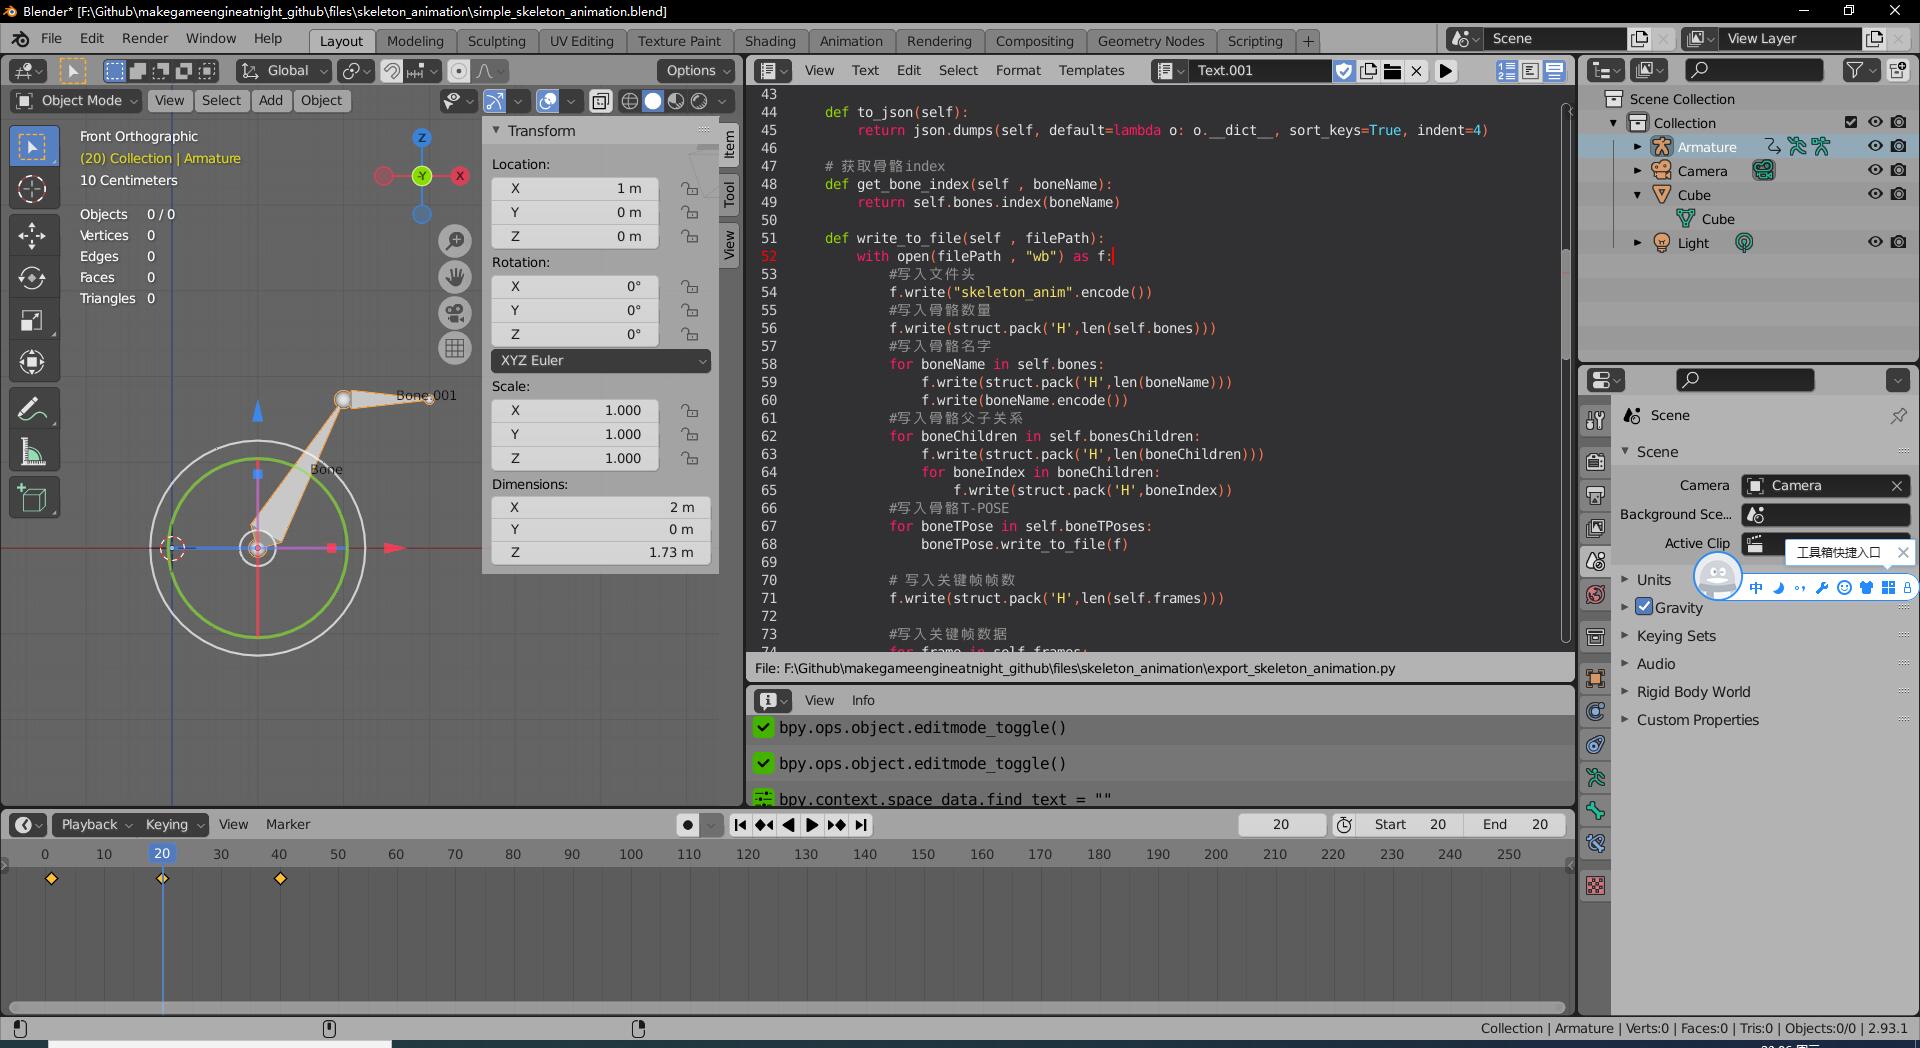 Blender* [F:\Github\makegameengineatnight_github\files\skeleton_animation\simple_skeleton_animation.blend]
File Edit Render Window Help Layout Modeling Sculpting UV Editing Texture Paint Shading Animation Rendering Compositing Geometry Nodes Scripting + Scene View Layer
Global Options
Object Mode View Select Add Object
Front Orthographic
(20) Collection | Armature
10 Centimeters
Objects 0 / 0
Vertices 0
Edges 0
Faces 0
Triangles 0
Z
-Y
X
Bone.001
Bone
Transform
Location:
X 1 m
Y 0 m
Z 0 m
Rotation:
X 0°
Y 0°
Z 0°
XYZ Euler
Scale:
X 1.000
Y 1.000
Z 1.000
Dimensions:
X 2 m
Y 0 m
Z 1.73 m
Item
Tool
View
View Text Edit Select Format Templates Text.001
43
44 def to_json(self):
45 return json.dumps(self, default=lambda o: o.__dict__, sort_keys=True, indent=4)
46
47 # 获取骨骼index
48 def get_bone_index(self , boneName):
49 return self.bones.index(boneName)
50
51 def write_to_file(self , filePath):
52 with open(filePath , "wb") as f:
53 #写入文件头
54 f.write("skeleton_anim".encode())
55 #写入骨骼数量
56 f.write(struct.pack('H',len(self.bones)))
57 #写入骨骼名字
58 for boneName in self.bones:
59 f.write(struct.pack('H',len(boneName)))
60 f.write(boneName.encode())
61 #写入骨骼父子关系
62 for boneChildren in self.bonesChildren:
63 f.write(struct.pack('H',len(boneChildren)))
64 for boneIndex in boneChildren:
65 f.write(struct.pack('H',boneIndex))
66 #写入骨骼T-POSE
67 for boneTPose in self.boneTPoses:
68 boneTPose.write_to_file(f)
69
70 # 写入关键帧帧数
71 f.write(struct.pack('H',len(self.frames)))
72
73 #写入关键帧数据
74 for frame in self.frames:
File: F:\Github\makegameengineatnight_github\files\skeleton_animation\export_skeleton_animation.py
View Info
bpy.ops.object.editmode_toggle()
bpy.ops.object.editmode_toggle()
bpy.context.space_data.find_text = ""
Scene Collection
Collection
Armature
Camera
Cube
Cube
Light
Scene
Scene
Camera Camera
Background Sce...
Active Clip
工具箱快捷入口
中
Units
Gravity
Keying Sets
Audio
Rigid Body World
Custom Properties
Playback Keying View Marker 20 Start 20 End 20
0 10 20 30 40 50 60 70 80 90 100 110 120 130 140 150 160 170 180 190 200 210 220 230 240 250
Collection | Armature | Verts:0 | Faces:0 | Tris:0 | Objects:0/0 | 2.93.1